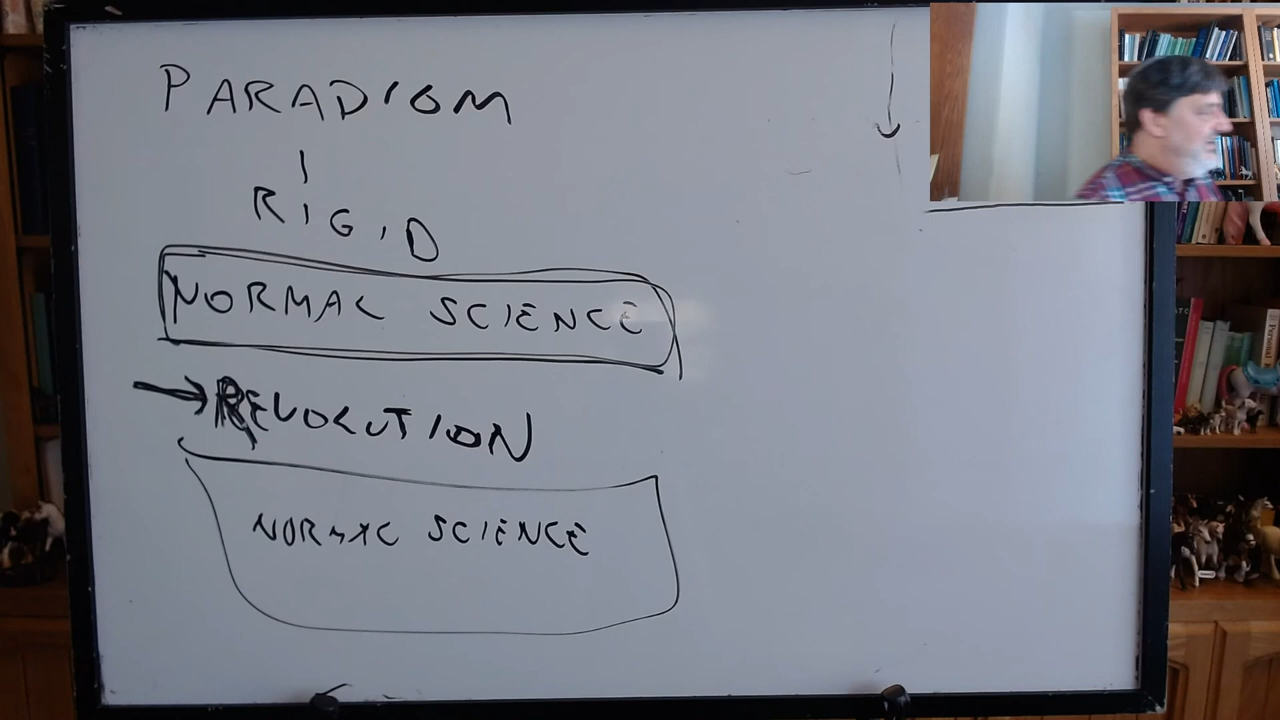 PARADIGM
RIGID
NORMAL SCIENCE
REVOLUTION
NORMAL SCIENCE